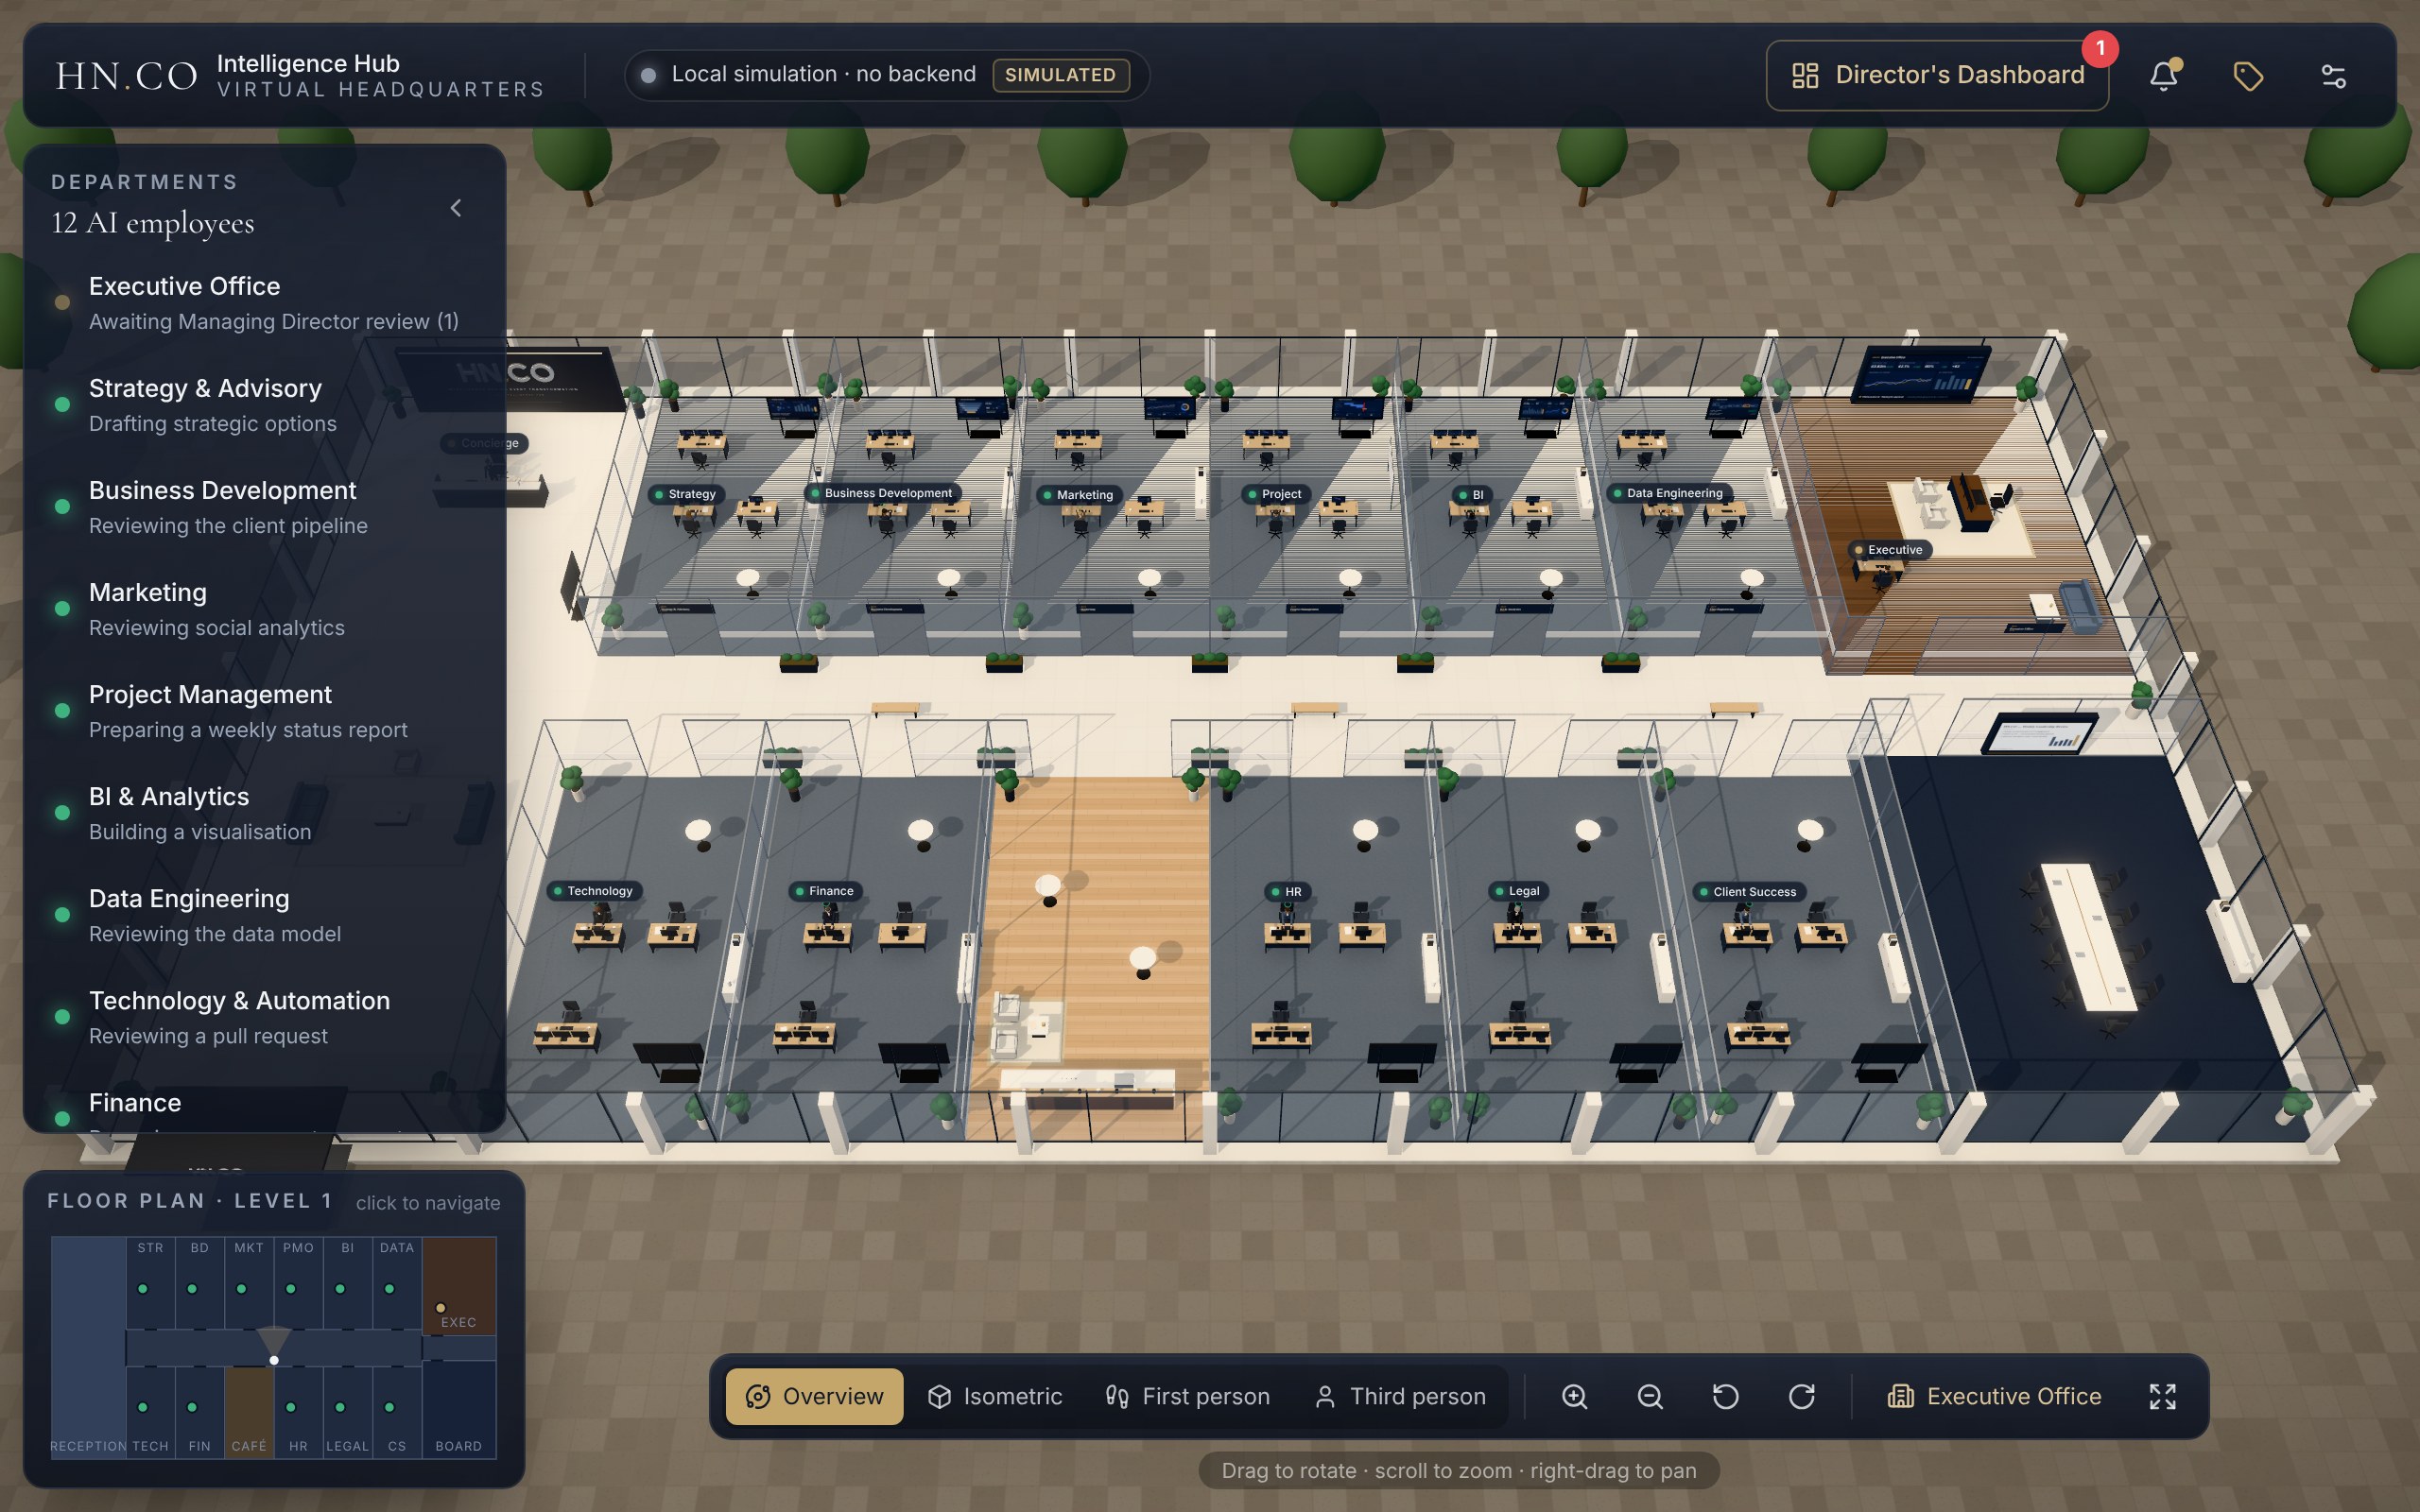 HN.CO
Intelligence Hub
VIRTUAL HEADQUARTERS
Local simulation · no backend
SIMULATED
Director's Dashboard
1
DEPARTMENTS
12 AI employees
Executive Office
Awaiting Managing Director review (1)
Strategy & Advisory
Drafting strategic options
Business Development
Reviewing the client pipeline
Marketing
Reviewing social analytics
Project Management
Preparing a weekly status report
BI & Analytics
Building a visualisation
Data Engineering
Reviewing the data model
Technology & Automation
Reviewing a pull request
Finance
HN.CO
Concierge
Strategy
Business Development
Marketing
Project
BI
Data Engineering
Executive
Technology
Finance
HR
Legal
Client Success
FLOOR PLAN · LEVEL 1
click to navigate
STR
BD
MKT
PMO
BI
DATA
EXEC
RECEPTION
TECH
FIN
CAFÉ
HR
LEGAL
CS
BOARD
Overview
Isometric
First person
Third person
Executive Office
Drag to rotate · scroll to zoom · right-drag to pan